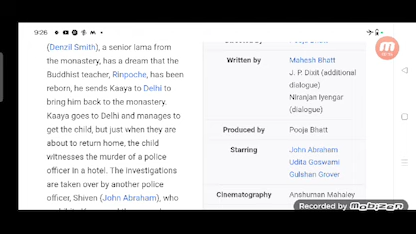 9:26
(Denzil Smith), a senior lama from
the monastery, has a dream that the
Buddhist teacher, Rinpoche, has been
reborn, he sends Kaaya to Delhi to
bring him back to the monastery.
Kaaya goes to Delhi and manages to
get the child, but just when they are
about to return home, the child
witnesses the murder of a police
officer in a hotel. The investigations
are taken over by another police
officer, Shiven (John Abraham), who
Written by
Mahesh Bhatt
J. P. Dixit (additional
dialogue)
Niranjan Iyengar
(dialogue)
Produced by
Pooja Bhatt
Starring
John Abraham
Udita Goswami
Gulshan Grover
Cinematography
Anshuman Mahaley
Recorded by mobizen